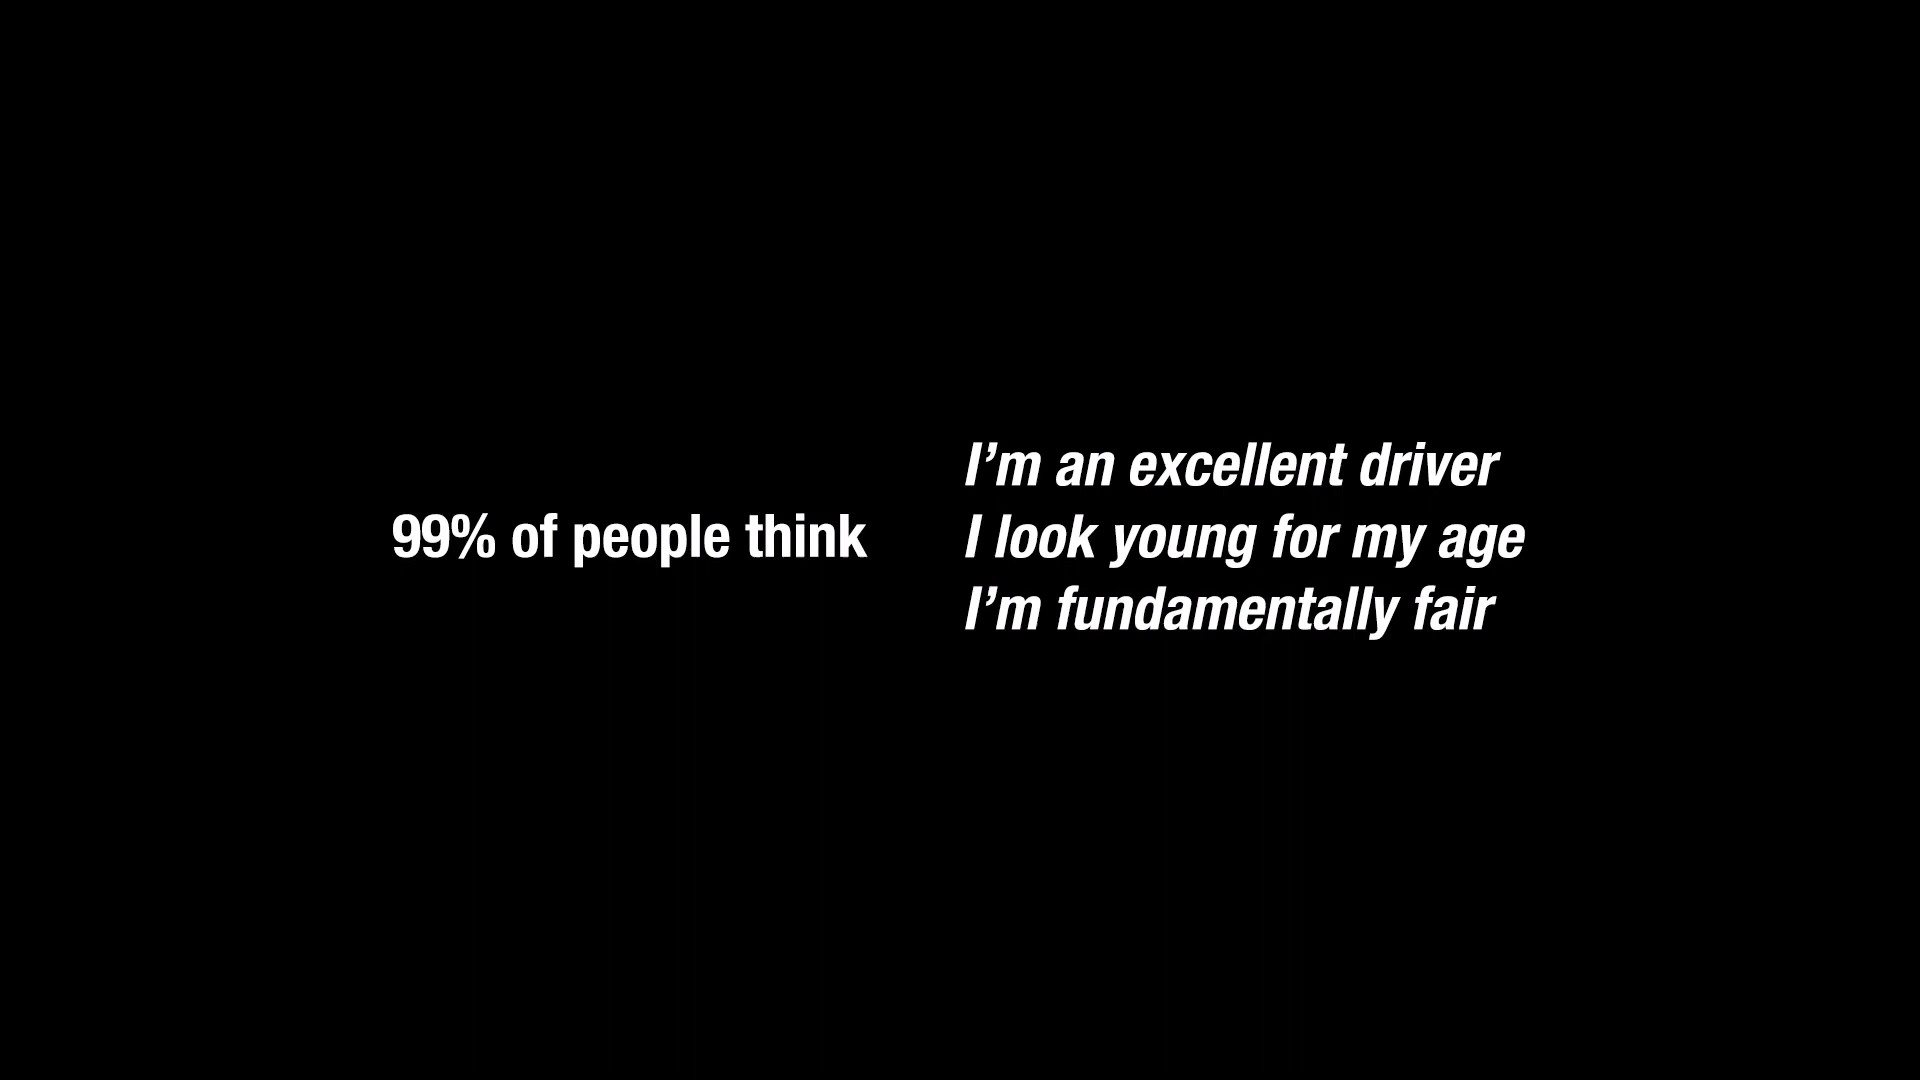 99% of people think
I’m an excellent driver
I look young for my age
I’m fundamentally fair